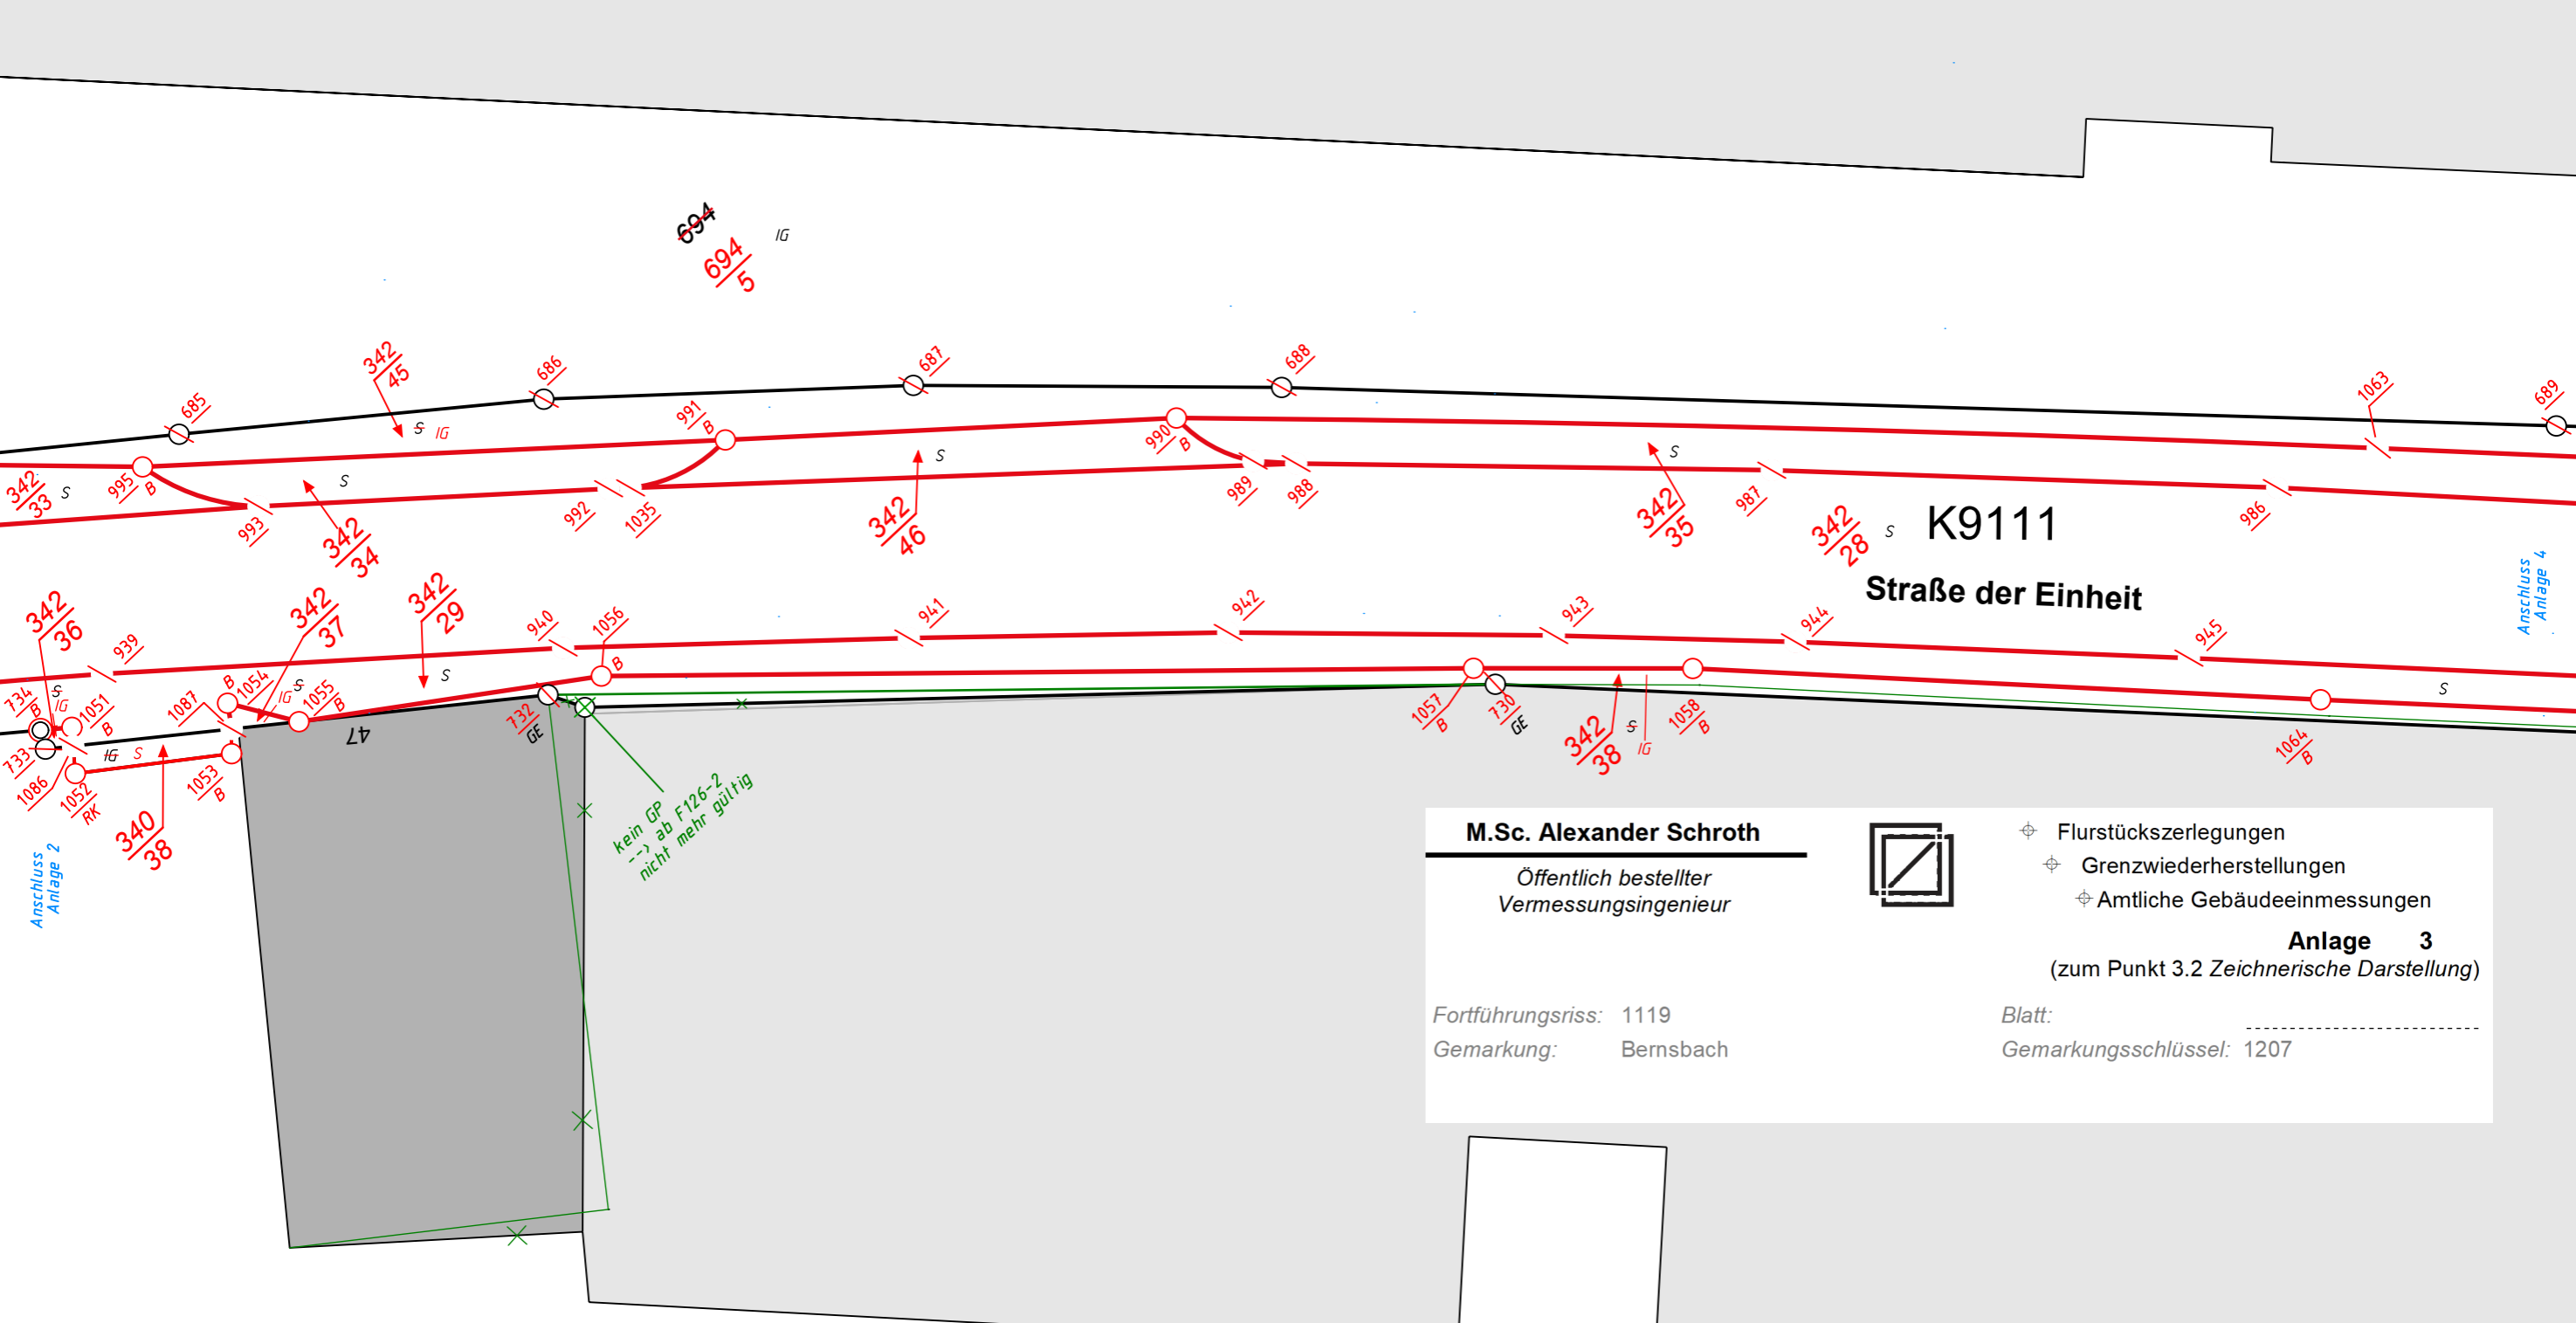 694
694
5
IG
342
45
686
687
688
685
991
B
S IG
990
B
S
S
1063
689
342
33
S
995
B
S
993
342
34
992
1035
342
46
989
988
342
35
987
342
28
S
K9111
986
Straße der Einheit
Anschluss
Anlage 4
342
36
939
342
37
342
29
940
1056
B
941
942
943
944
945
734
B
S
IG
1051
B
1087
B
1054
IG
S
1055
B
S
47
732
GE
1057
B
730
GE
342
38
S
IG
1058
B
S
1064
B
733
1086
1052
RK
IG S
1053
B
340
38
Anschluss
Anlage 2
kein GP
--> ab F126-2
nicht mehr gültig
M.Sc. Alexander Schroth
Öffentlich bestellter
Vermessungsingenieur
Flurstückszerlegungen
Grenzwiederherstellungen
Amtliche Gebäudeeinmessungen
Anlage 3
(zum Punkt 3.2 Zeichnerische Darstellung)
Fortführungsriss: 1119
Blatt:
Gemarkung: Bernsbach
Gemarkungsschlüssel: 1207